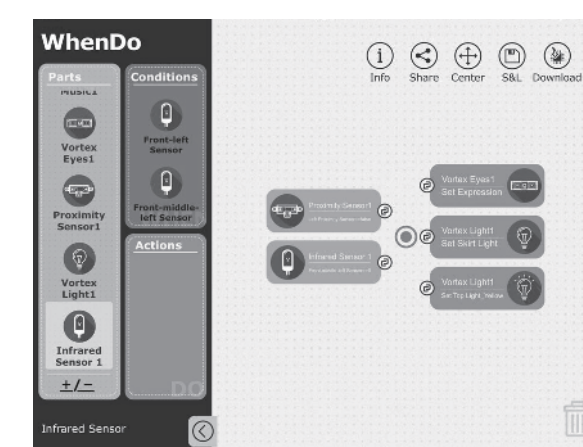 WhenDo
Parts
Music1
Vortex
Eyes1
Proximity
Sensor1
Vortex
Light1
Infrared
Sensor 1
+/−
Conditions
Front-left
Sensor
Front-middle-
left Sensor
Actions
DO
Infrared Sensor
Info
Share
Center
S&L
Download
Proximity Sensor1
Infrared Sensor 1
Vortex Eyes1
Set Expression
Vortex Light1
Set Skirt Light
Vortex Light1
Set Top Light_Yellow